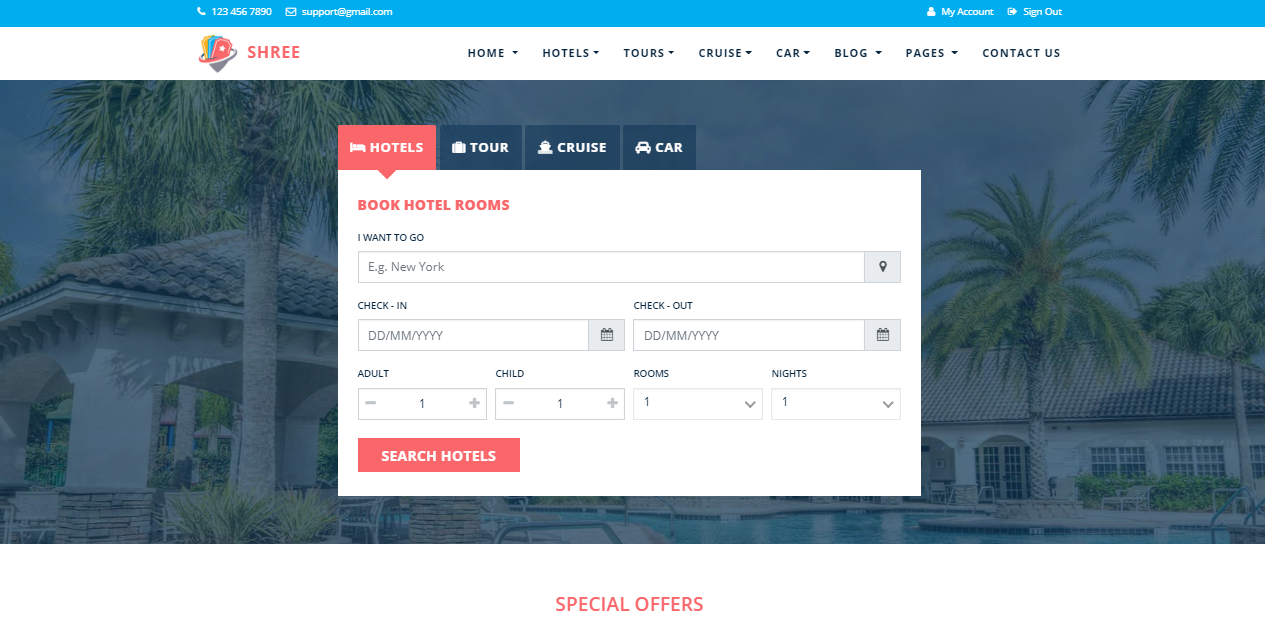 123 456 7890 support@gmail.com My Account Sign Out
SHREE HOME HOTELS TOURS CRUISE CAR BLOG PAGES CONTACT US
HOTELS TOUR CRUISE CAR
BOOK HOTEL ROOMS
I WANT TO GO
E.g. New York
CHECK - IN CHECK - OUT
DD/MM/YYYY DD/MM/YYYY
ADULT CHILD ROOMS NIGHTS
1 1 1 1
SEARCH HOTELS
SPECIAL OFFERS